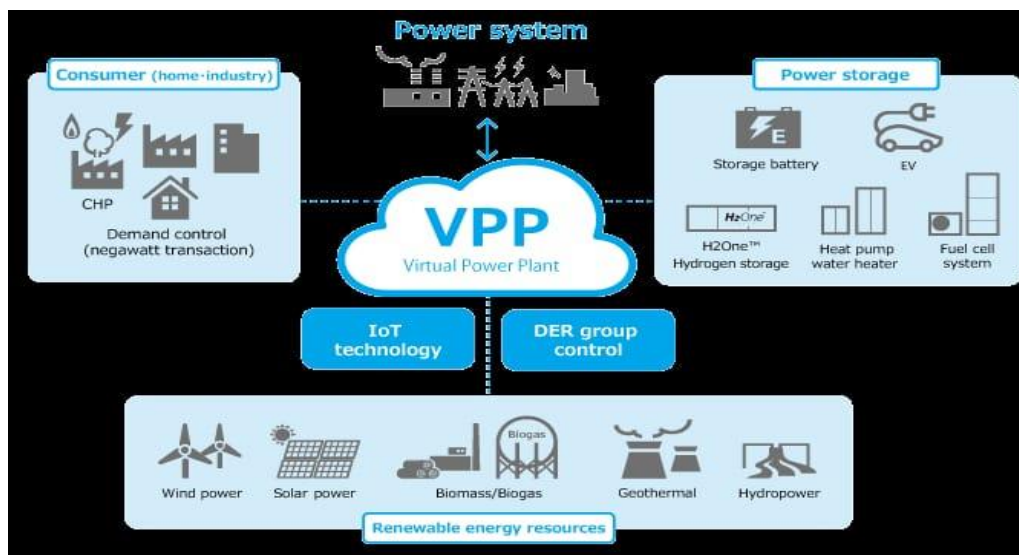 Power system
Consumer (home·industry)
CHP
Demand control
(negawatt transaction)
Power storage
E
Storage battery
EV
H2One
H2One™
Hydrogen storage
Heat pump
water heater
Fuel cell
system
VPP
Virtual Power Plant
IoT
technology
DER group
control
Wind power
Solar power
Biogas
Biomass/Biogas
Geothermal
Hydropower
Renewable energy resources